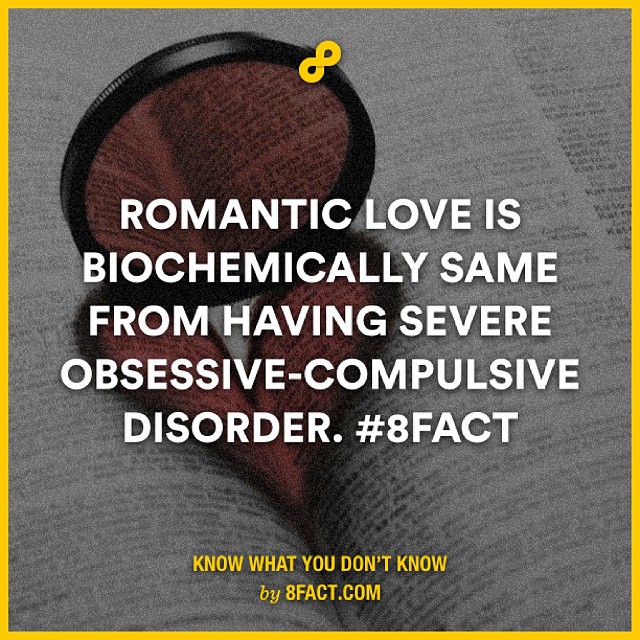 ROMANTIC LOVE IS
BIOCHEMICALLY SAME
FROM HAVING SEVERE
OBSESSIVE-COMPULSIVE
DISORDER. #8FACT
KNOW WHAT YOU DON'T KNOW
by 8FACT.COM